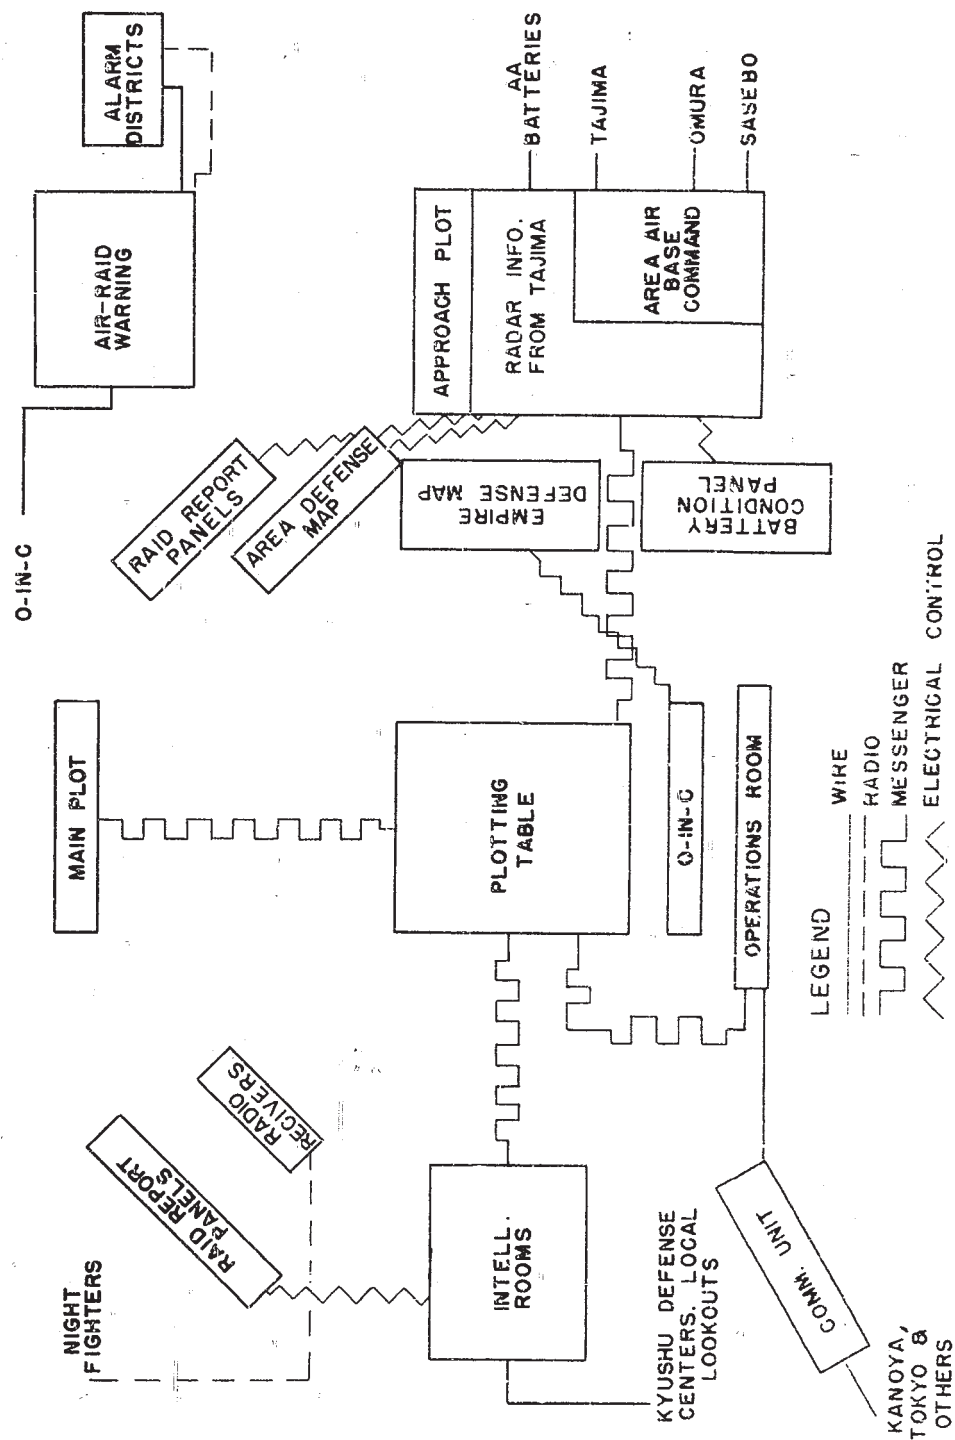 NIGHT
FIGHTERS
RAID REPORT
PANELS
RADIO
RECIVERS
INTELL.
ROOMS
KYUSHU DEFENSE
CENTERS. LOCAL
LOOKOUTS
COMM. UNIT
KANOYA,
TOKYO &
OTHERS
MAIN PLOT
PLOTTING
TABLE
O-IN-C
OPERATIONS ROOM
O-IN-C
AIR-RAID
WARNING
ALARM
DISTRICTS
RAID REPORT
PANELS
AREA DEFENSE
MAP
EMPIRE
DEFENSE MAP
BATTERY
CONDITION
PANEL
APPROACH PLOT
RADAR INFO.
FROM TAJIMA
AREA AIR
BASE
COMMAND
AA
BATTERIES
TAJIMA
OMURA
SASEBO
LEGEND
WIRE
RADIO
MESSENGER
ELECTRICAL CONTROL